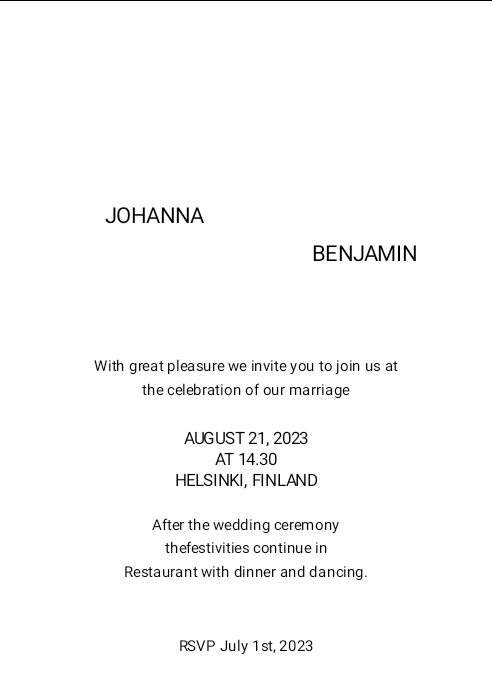 JOHANNA
BENJAMIN
With great pleasure we invite you to join us at
the celebration of our marriage
AUGUST 21, 2023
AT 14.30
HELSINKI, FINLAND
After the wedding ceremony
thefestivities continue in
Restaurant with dinner and dancing.
RSVP July 1st, 2023